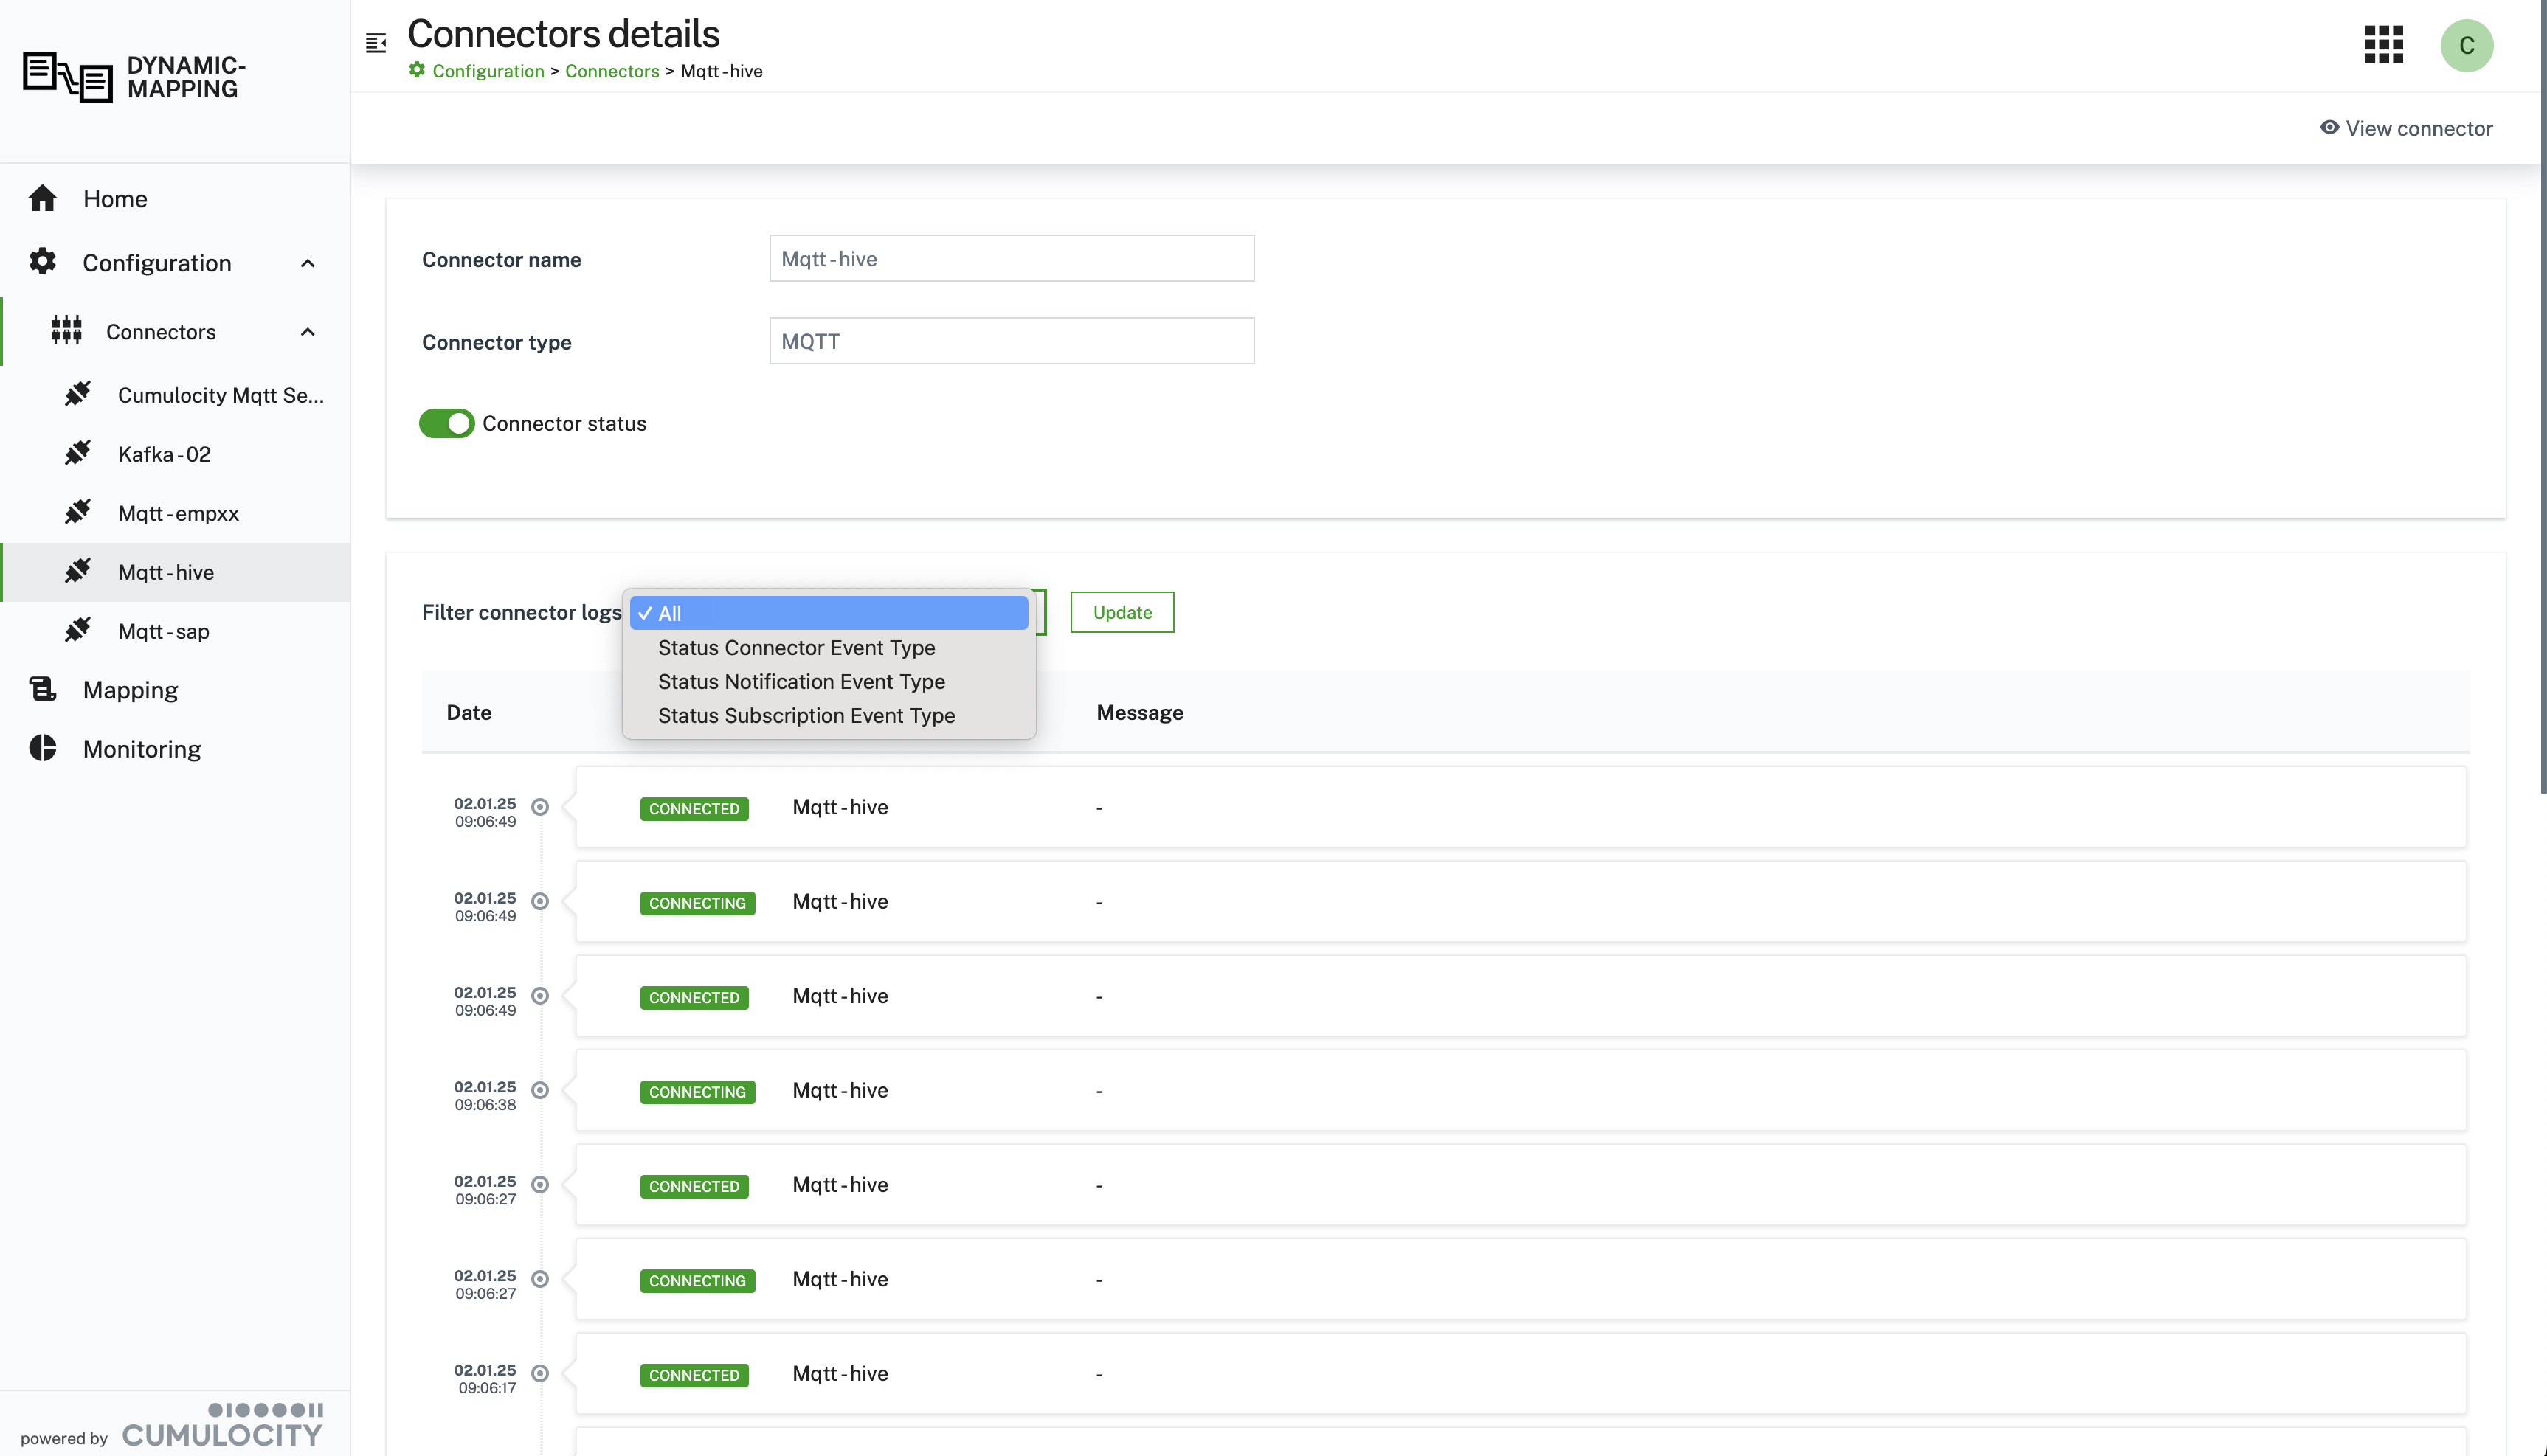 DYNAMIC-
MAPPING
Home
Configuration
Connectors
Cumulocity Mqtt Se...
Kafka-02
Mqtt-empxx
Mqtt-hive
Mqtt-sap
Mapping
Monitoring
powered by CUMULOCITY
Connectors details
Configuration > Connectors > Mqtt-hive
C
View connector
Connector name Mqtt-hive
Connector type MQTT
Connector status
Filter connector logs
All
Status Connector Event Type
Status Notification Event Type
Status Subscription Event Type
Update
Date Message
02.01.25
09:06:49
CONNECTED Mqtt-hive -
02.01.25
09:06:49
CONNECTING Mqtt-hive -
02.01.25
09:06:49
CONNECTED Mqtt-hive -
02.01.25
09:06:38
CONNECTING Mqtt-hive -
02.01.25
09:06:27
CONNECTED Mqtt-hive -
02.01.25
09:06:27
CONNECTING Mqtt-hive -
02.01.25
09:06:17
CONNECTED Mqtt-hive -